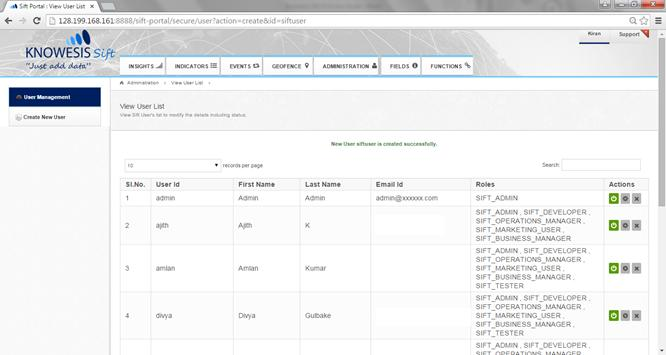 Sift Portal : View User List
128.199.168.161:8888/sift-portal/secure/user?action=create&id=siftuser
Kiran
Support
KNOWESIS Sift
"Just add data"
INSIGHTS
INDICATORS
EVENTS
GEOFENCE
ADMINISTRATION
FIELDS
FUNCTIONS
Administration
View User List
User Management
Create New User
View User List
View Sift User's list to modify the details including status.
New User siftuser is created successfully.
10
records per page
Search:
Sl.No. User Id First Name Last Name Email Id Roles Actions
1 admin Admin Admin admin@xxxxxx.com SIFT_ADMIN
SIFT_ADMIN , SIFT_DEVELOPER ,
SIFT_OPERATIONS_MANAGER ,
2 ajith Ajith K SIFT_MARKETING_USER ,
SIFT_BUSINESS_MANAGER
SIFT_ADMIN , SIFT_DEVELOPER ,
SIFT_OPERATIONS_MANAGER ,
3 amlan Amlan Kumar SIFT_MARKETING_USER ,
SIFT_BUSINESS_MANAGER ,
SIFT_TESTER
SIFT_ADMIN , SIFT_DEVELOPER ,
SIFT_OPERATIONS_MANAGER ,
4 divya Divya Gulbake SIFT_MARKETING_USER ,
SIFT_BUSINESS_MANAGER ,
SIFT_TESTER
SIFT_ADMIN , SIFT_DEVELOPER ,
SIFT_OPERATIONS_MANAGER ,